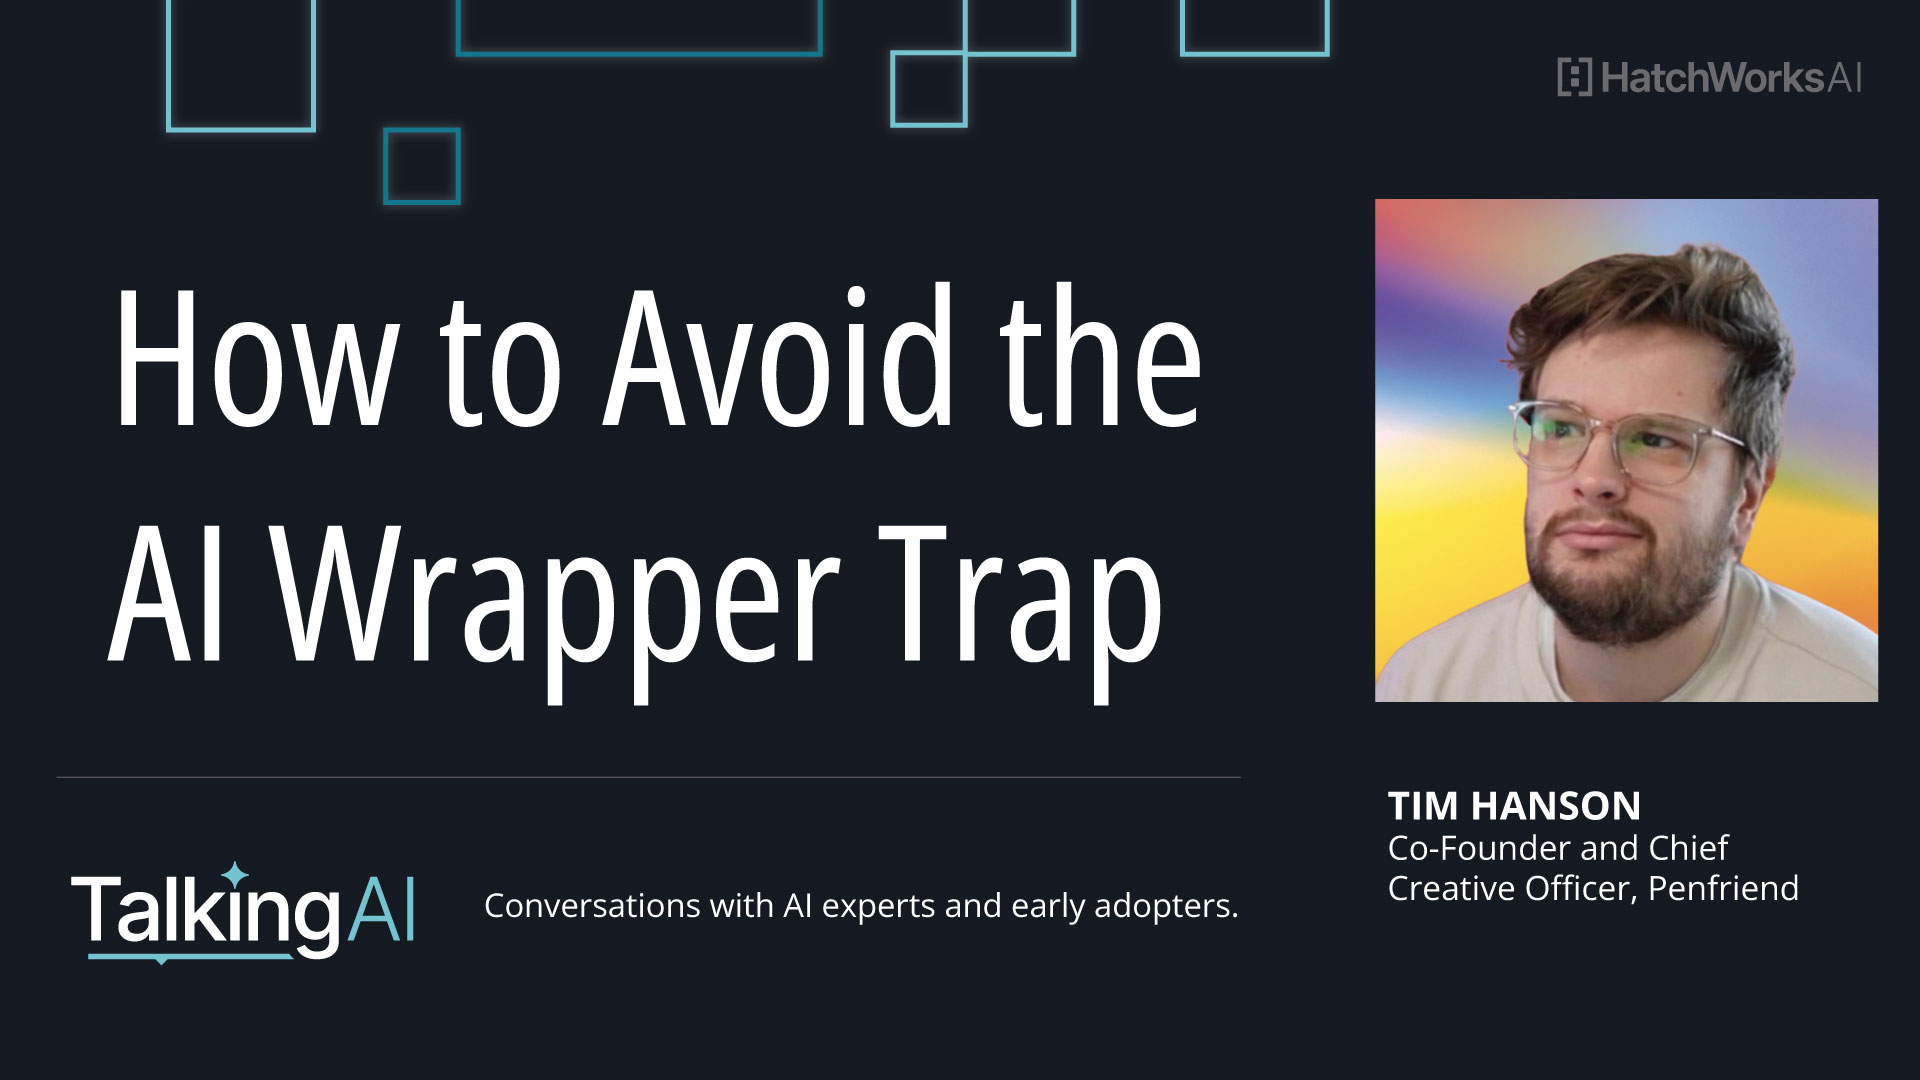 HatchWorksAI
How to Avoid the
AI Wrapper Trap
TIM HANSON
Co-Founder and Chief
Creative Officer, Penfriend
TalkingAI
Conversations with AI experts and early adopters.